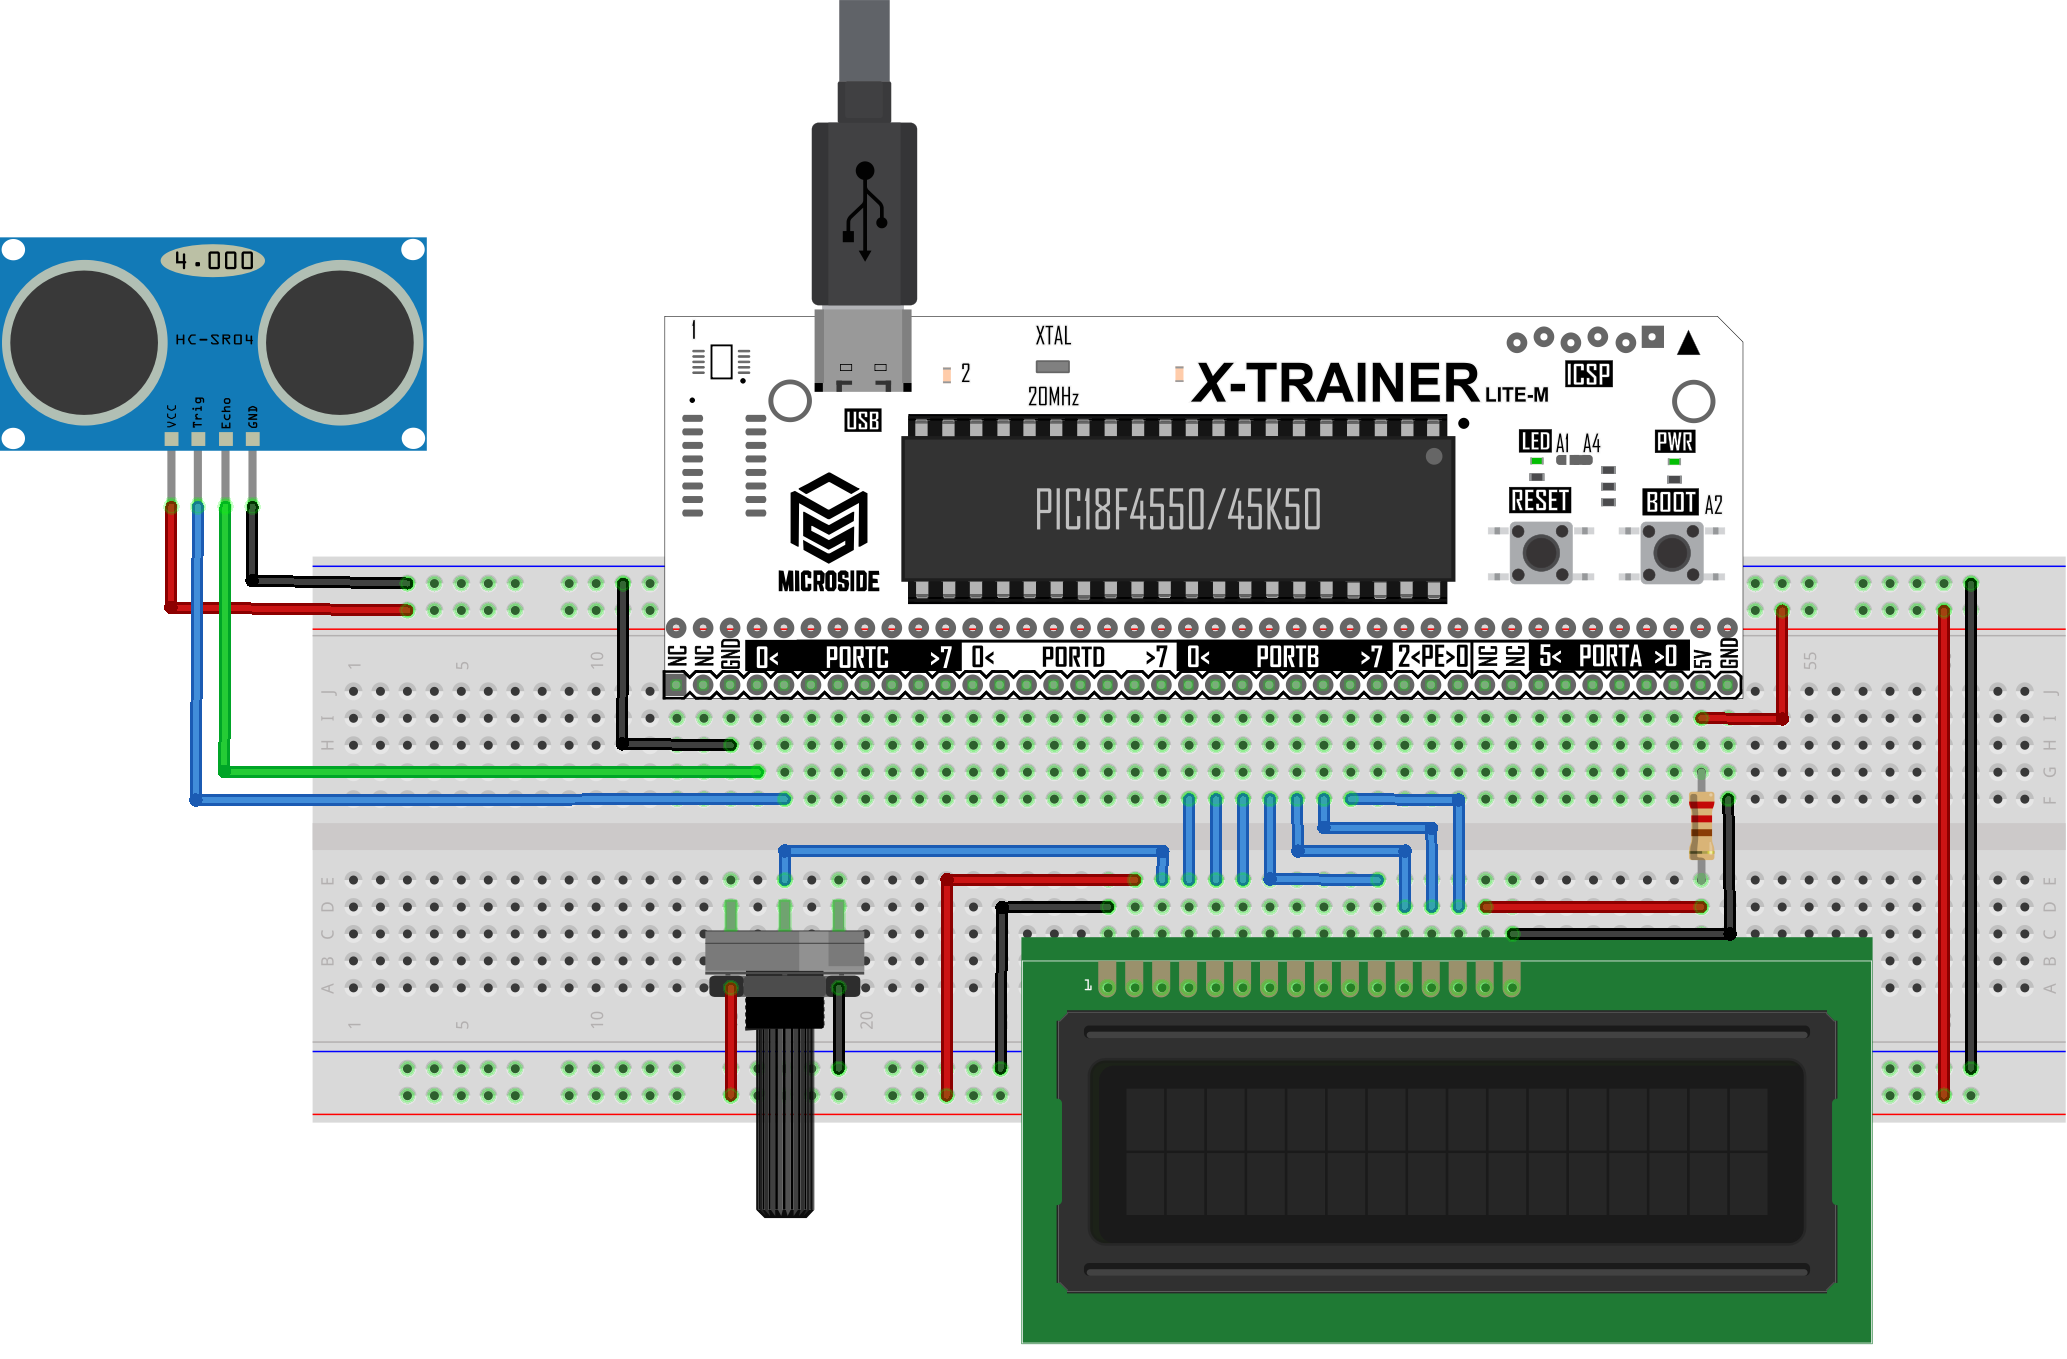 4.000
HC-SR04
VCC Trig Echo GND
1
XTAL
20MHz
2
USB
X-TRAINER LITE-M
ICSP
LED A1 A4
PWR
RESET
BOOT A2
PIC18F4550/45K50
MICROSIDE
NC NC GND 0< PORTC >7 0< PORTD >7 0< PORTB >7 2<PE>0 NC NC 5< PORTA >0 5V GND
1 5 10 55
J J
I I
H H
G
F
E E
D D
C C
B B
A A
1
1 5 10 20